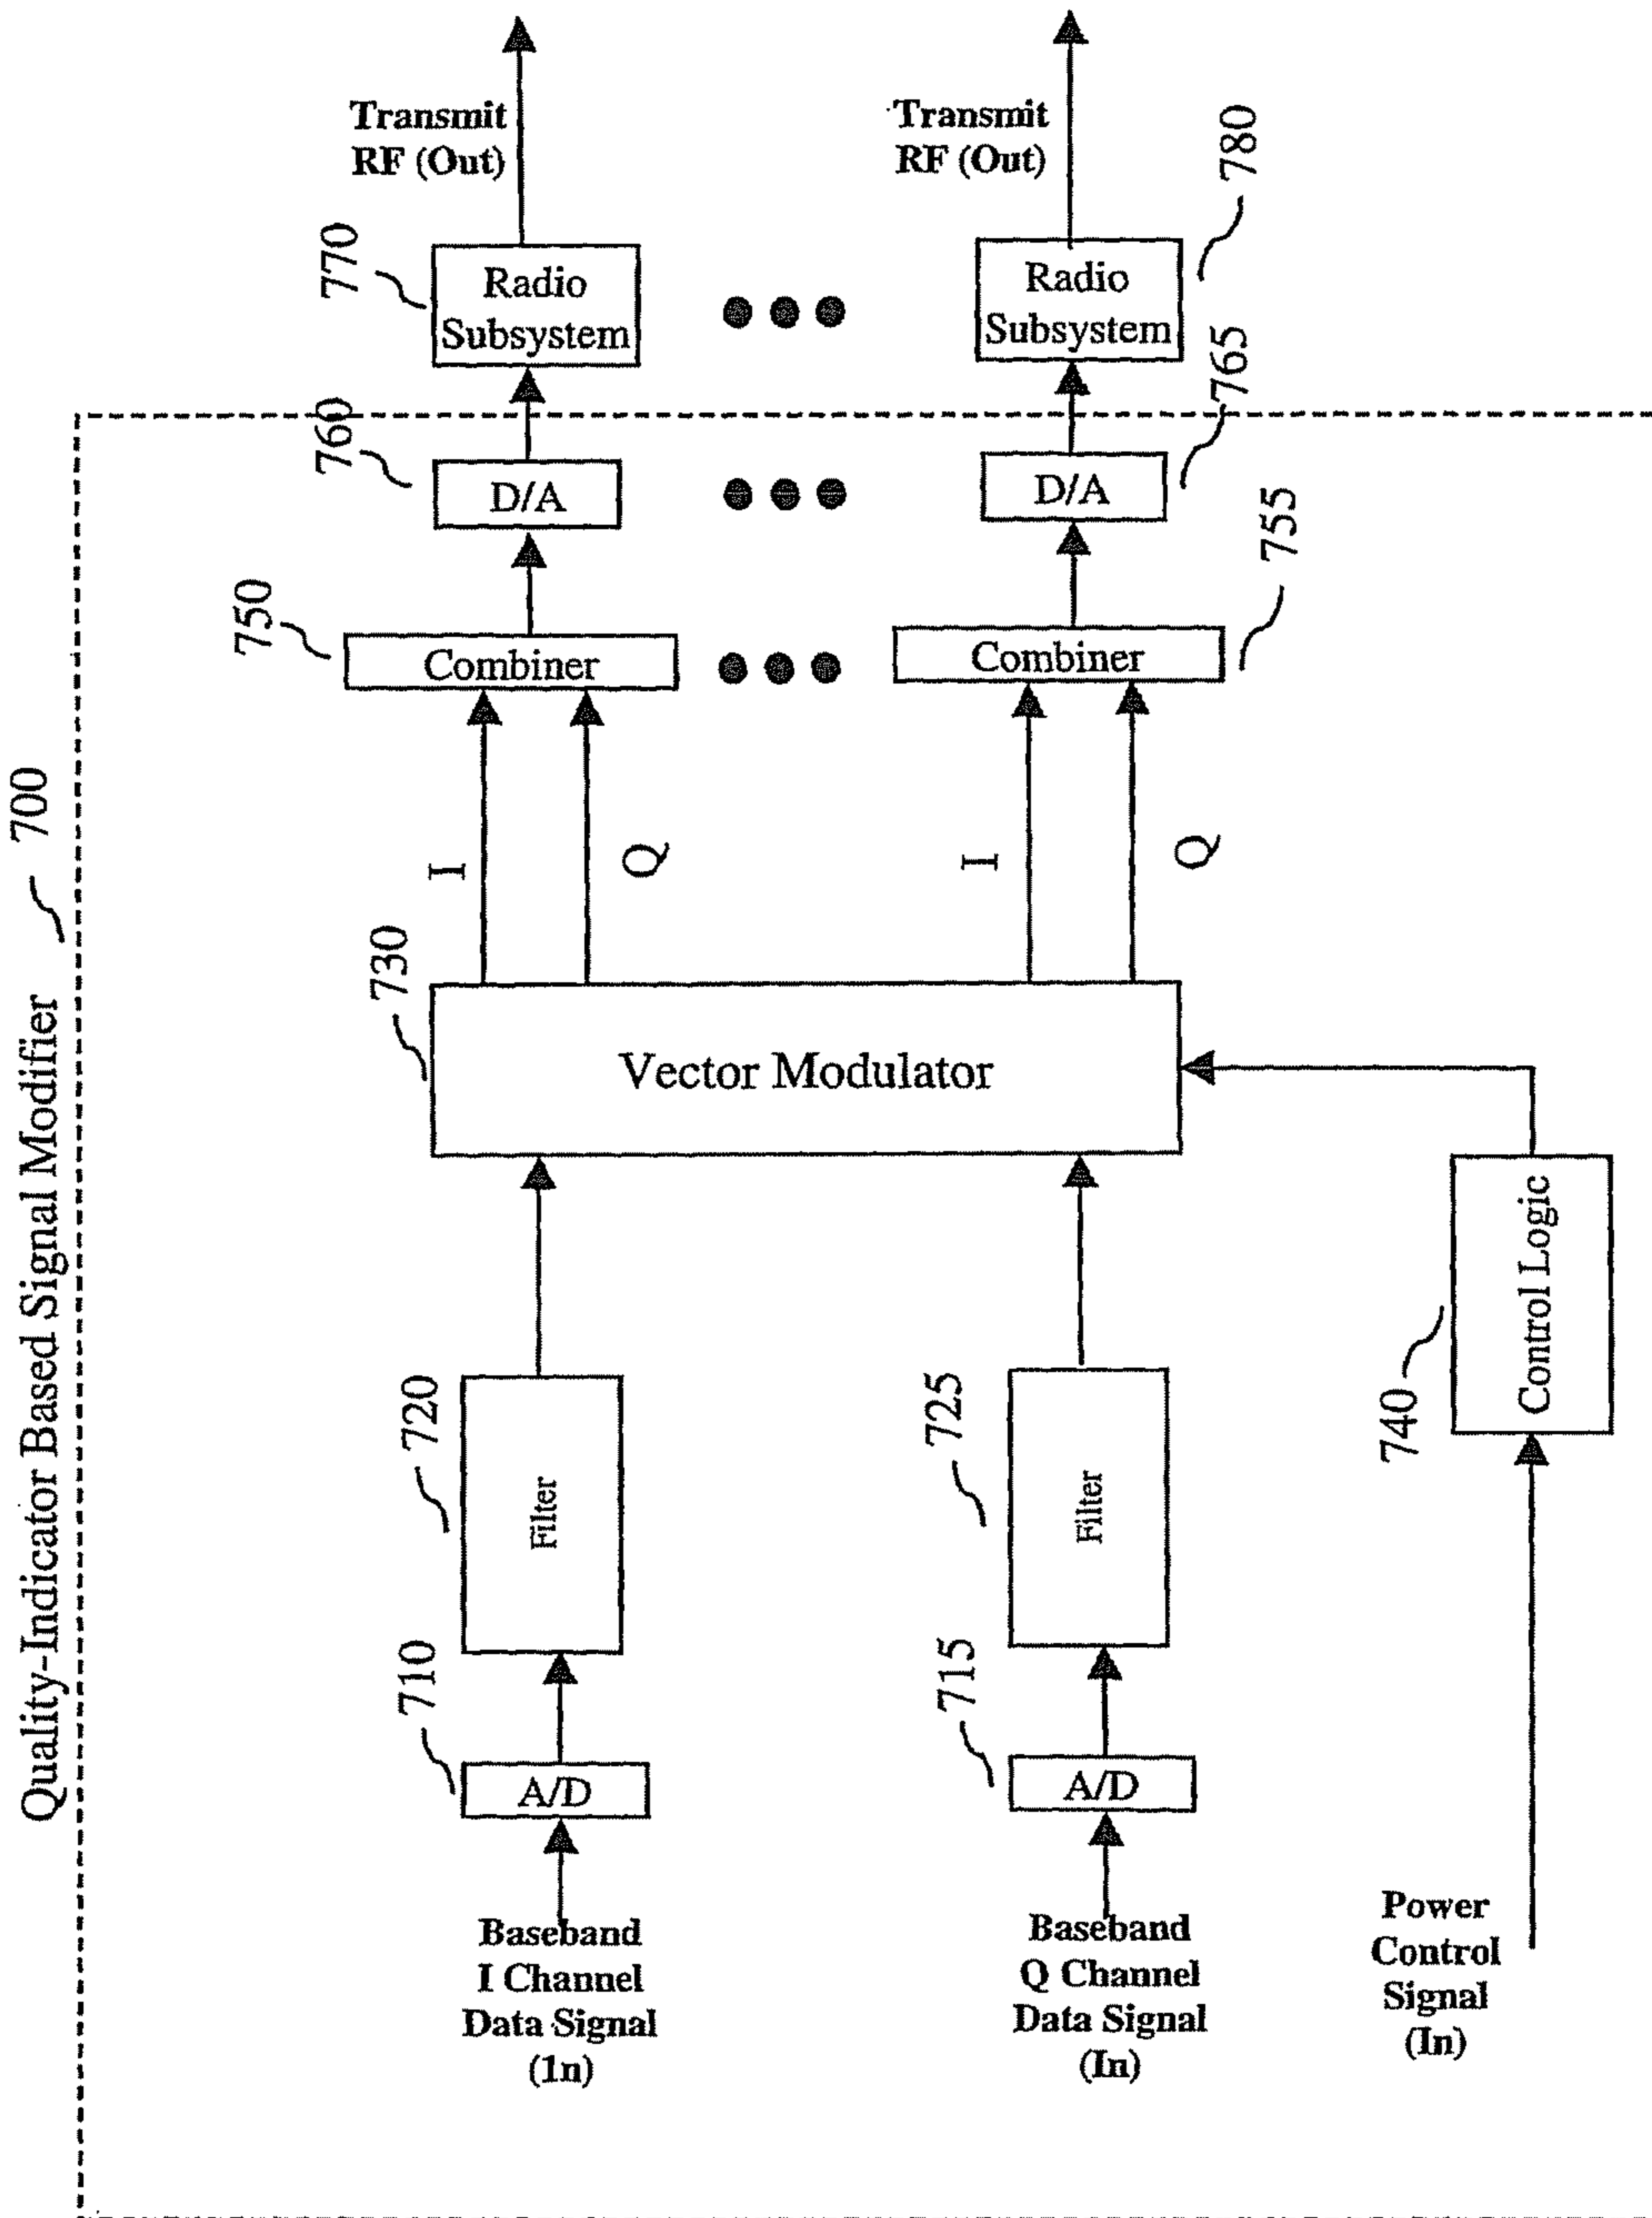 Quality-Indicator Based Signal Modifier
700
Transmit
RF (Out)
Transmit
RF (Out)
770
Radio
Subsystem
780
Radio
Subsystem
760
D/A
765
D/A
750
Combiner
755
Combiner
I
Q
I
Q
730
Vector Modulator
720
Filter
725
Filter
740
Control Logic
710
A/D
715
A/D
Baseband
I Channel
Data Signal
(1n)
Baseband
Q Channel
Data Signal
(In)
Power
Control
Signal
(In)